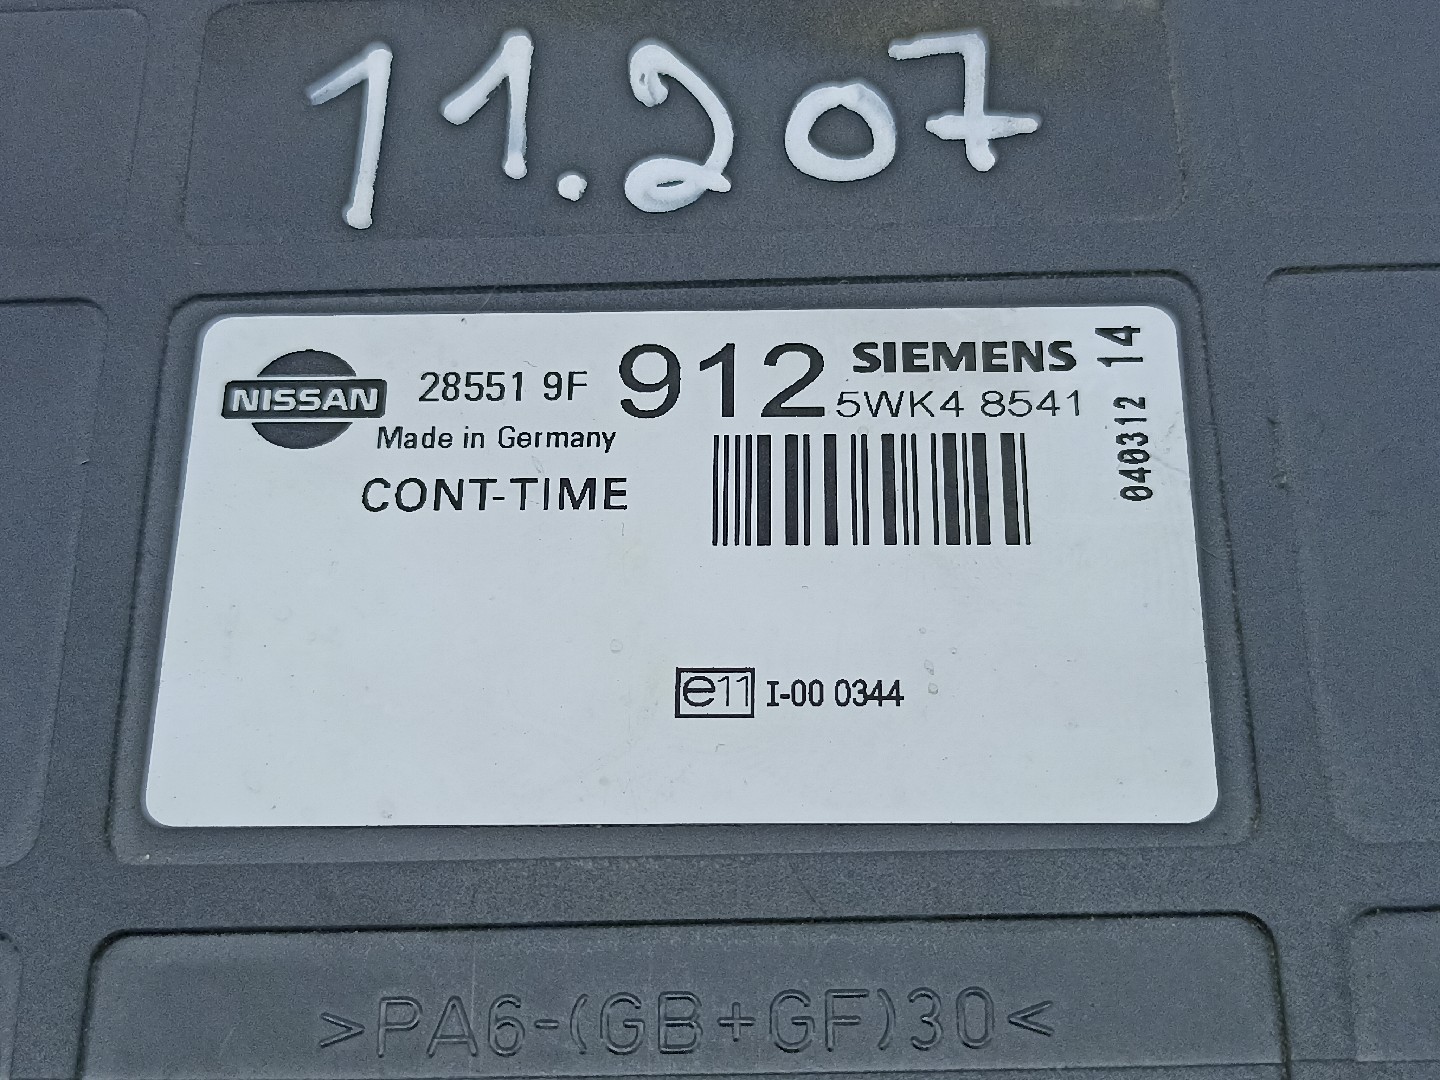 11.207
NISSAN
28551 9F 912
SIEMENS
5WK4 8541
040312 14
Made in Germany
CONT-TIME
e11 I-00 0344
>PA6-(GB+GF)30<